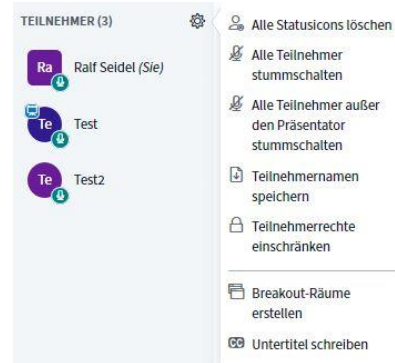 TEILNEHMER (3)
Ra
Ralf Seidel (Sie)
Te
Test
Te
Test2
Alle Statusicons löschen
Alle Teilnehmer
stummschalten
Alle Teilnehmer außer
den Präsentator
stummschalten
Teilnehmernamen
speichern
Teilnehmerrechte
einschränken
Breakout-Räume
erstellen
CC Untertitel schreiben